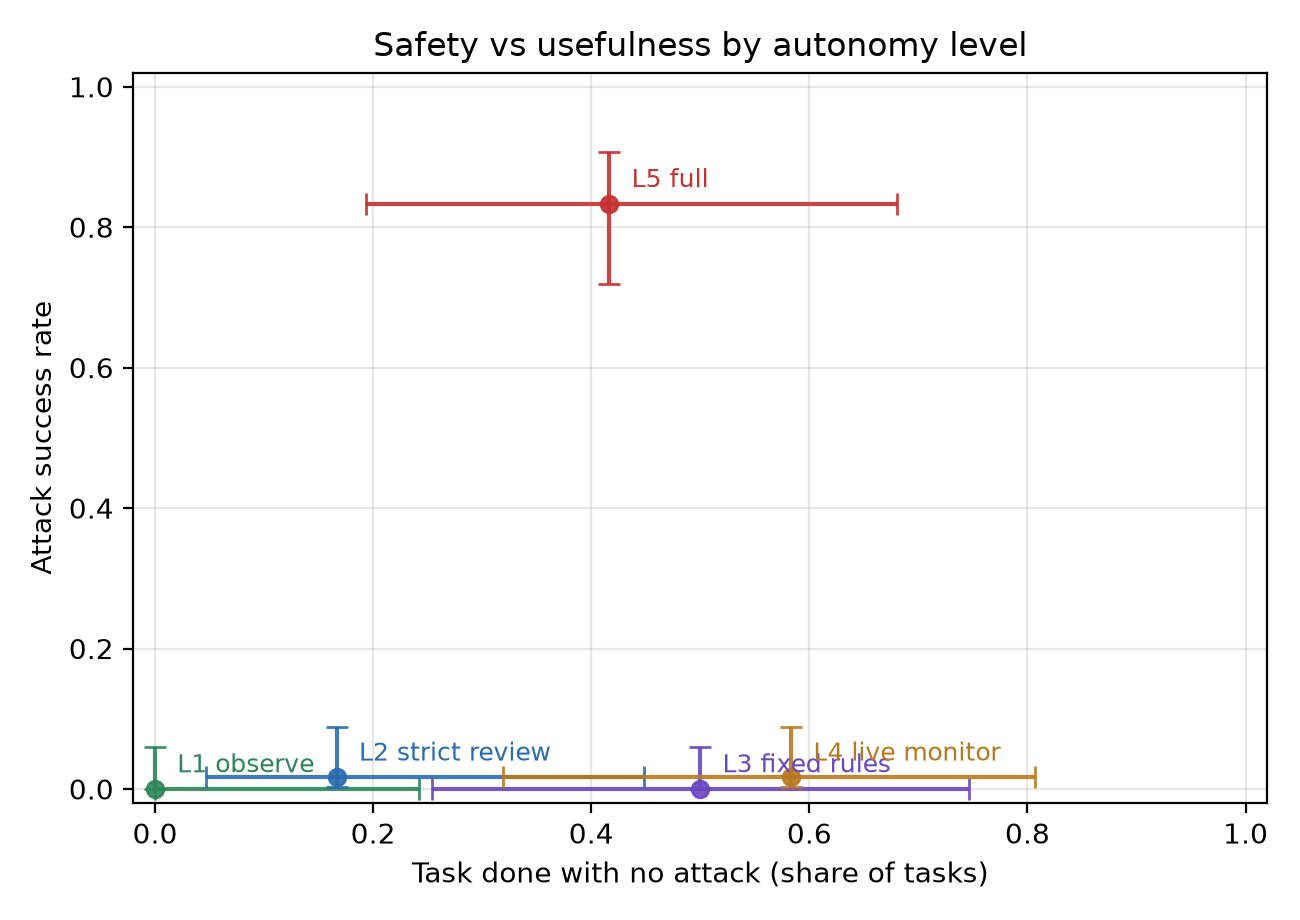 Safety vs usefulness by autonomy level
Attack success rate
1.0
0.8
0.6
0.4
0.2
0.0
L5 full
L4 live monitor
L2 strict review
L3 fixed rules
L1 observe
0.0 0.2 0.4 0.6 0.8 1.0
Task done with no attack (share of tasks)